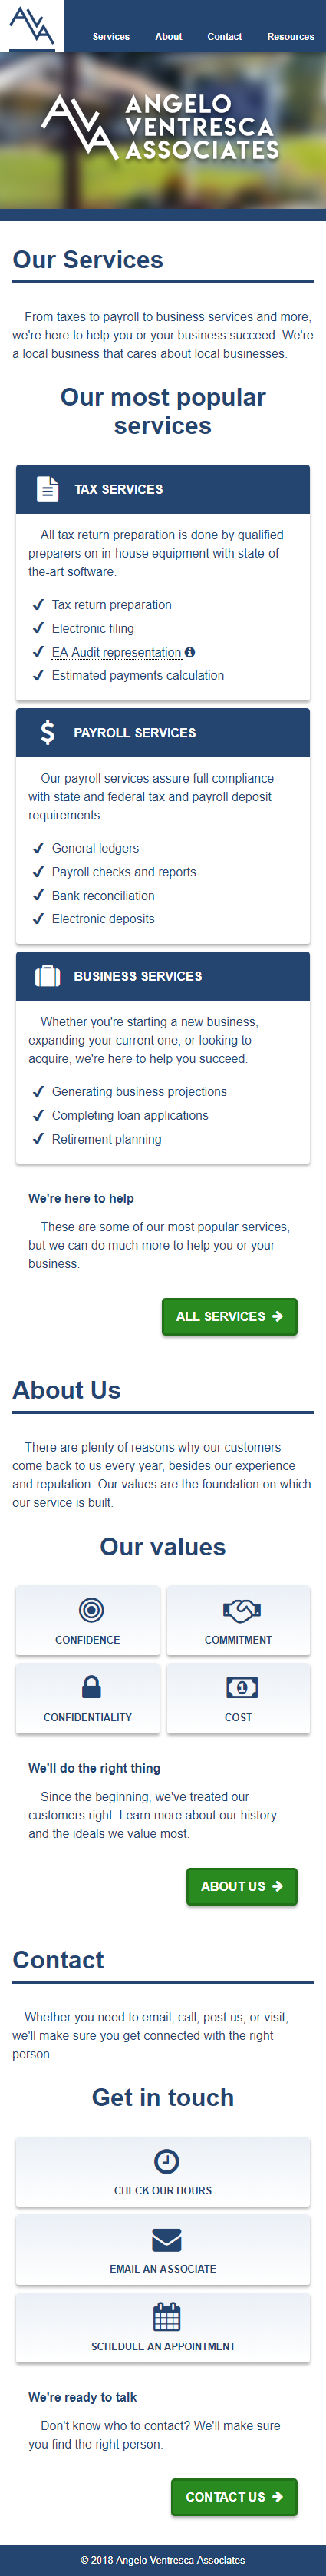 AVA
Services About Contact Resources
AVA
ANGELO
VENTRESCA
ASSOCIATES
Our Services
From taxes to payroll to business services and more,
we're here to help you or your business succeed. We're
a local business that cares about local businesses.
Our most popular
services
TAX SERVICES
All tax return preparation is done by qualified
preparers on in-house equipment with state-of-
the-art software.
Tax return preparation
Electronic filing
EA Audit representation
Estimated payments calculation
PAYROLL SERVICES
Our payroll services assure full compliance
with state and federal tax and payroll deposit
requirements.
General ledgers
Payroll checks and reports
Bank reconciliation
Electronic deposits
BUSINESS SERVICES
Whether you're starting a new business,
expanding your current one, or looking to
acquire, we're here to help you succeed.
Generating business projections
Completing loan applications
Retirement planning
We're here to help
These are some of our most popular services,
but we can do much more to help you or your
business.
ALL SERVICES
About Us
There are plenty of reasons why our customers
come back to us every year, besides our experience
and reputation. Our values are the foundation on which
our service is built.
Our values
CONFIDENCE COMMITMENT
CONFIDENTIALITY COST
We'll do the right thing
Since the beginning, we've treated our
customers right. Learn more about our history
and the ideals we value most.
ABOUT US
Contact
Whether you need to email, call, post us, or visit,
we'll make sure you get connected with the right
person.
Get in touch
CHECK OUR HOURS
EMAIL AN ASSOCIATE
SCHEDULE AN APPOINTMENT
We're ready to talk
Don't know who to contact? We'll make sure
you find the right person.
CONTACT US
© 2018 Angelo Ventresca Associates